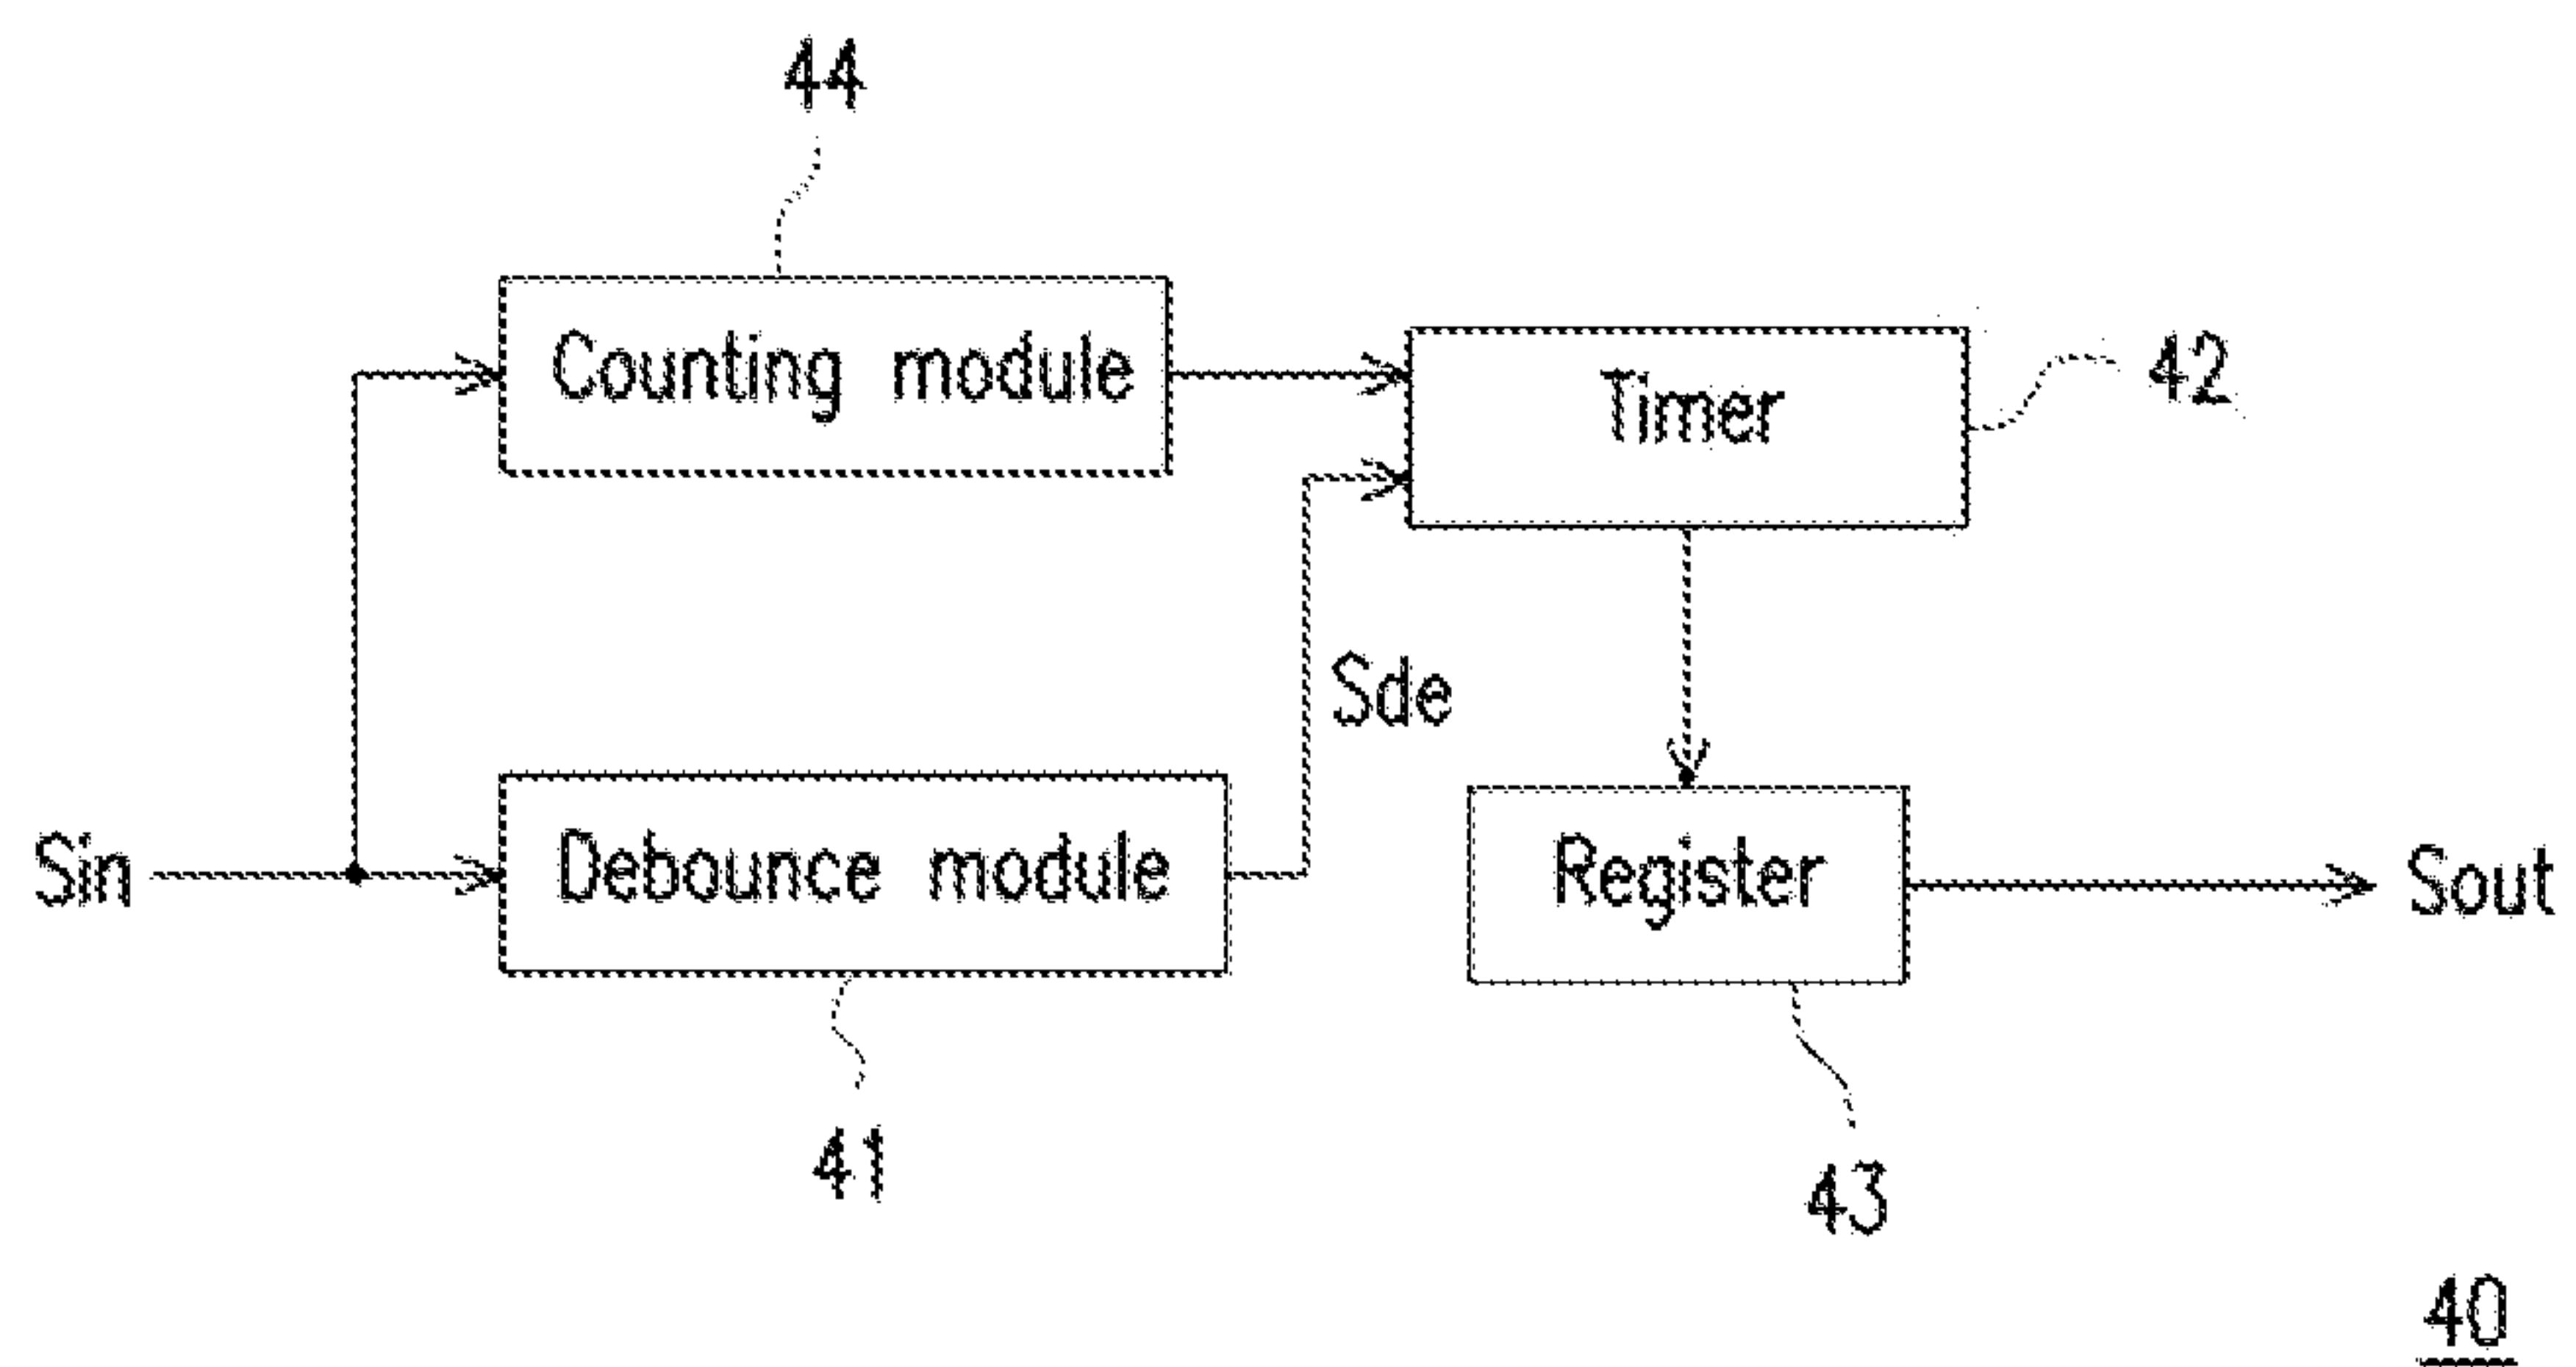 44
Counting module
Timer
42
Sde
Sin
Debounce module
Register
Sout
41
43
40